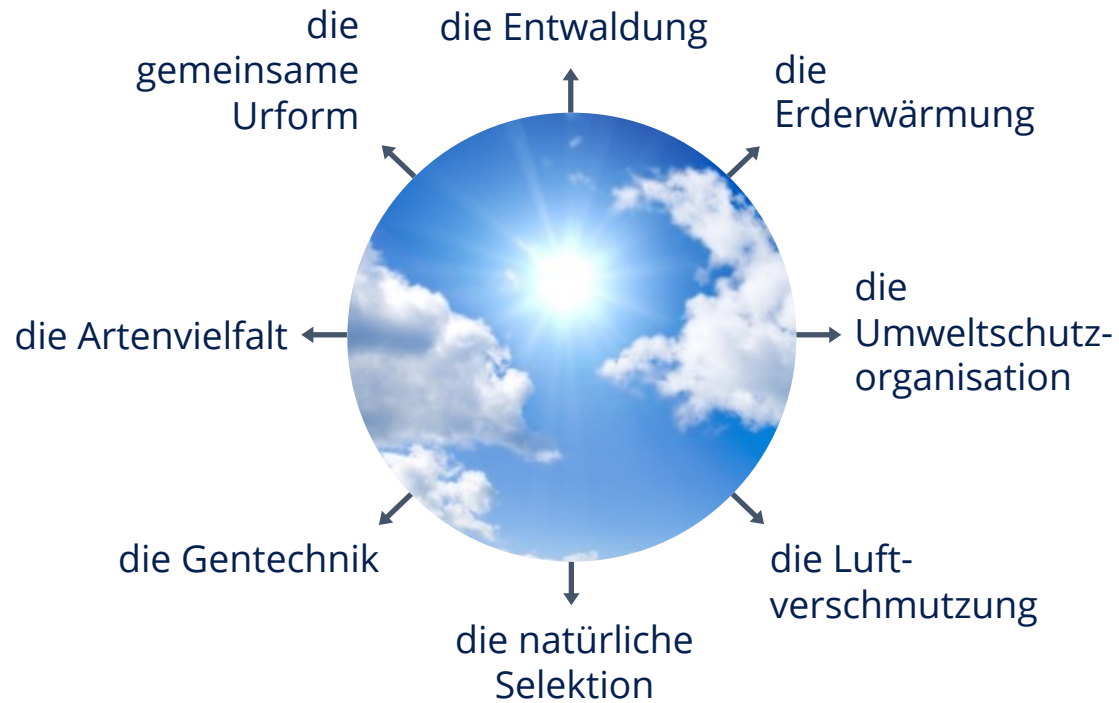 die
gemeinsame
Urform
die Entwaldung
die
Erderwärmung
die Artenvielfalt
die
Umweltschutz-
organisation
die Gentechnik
die Luft-
verschmutzung
die natürliche
Selektion